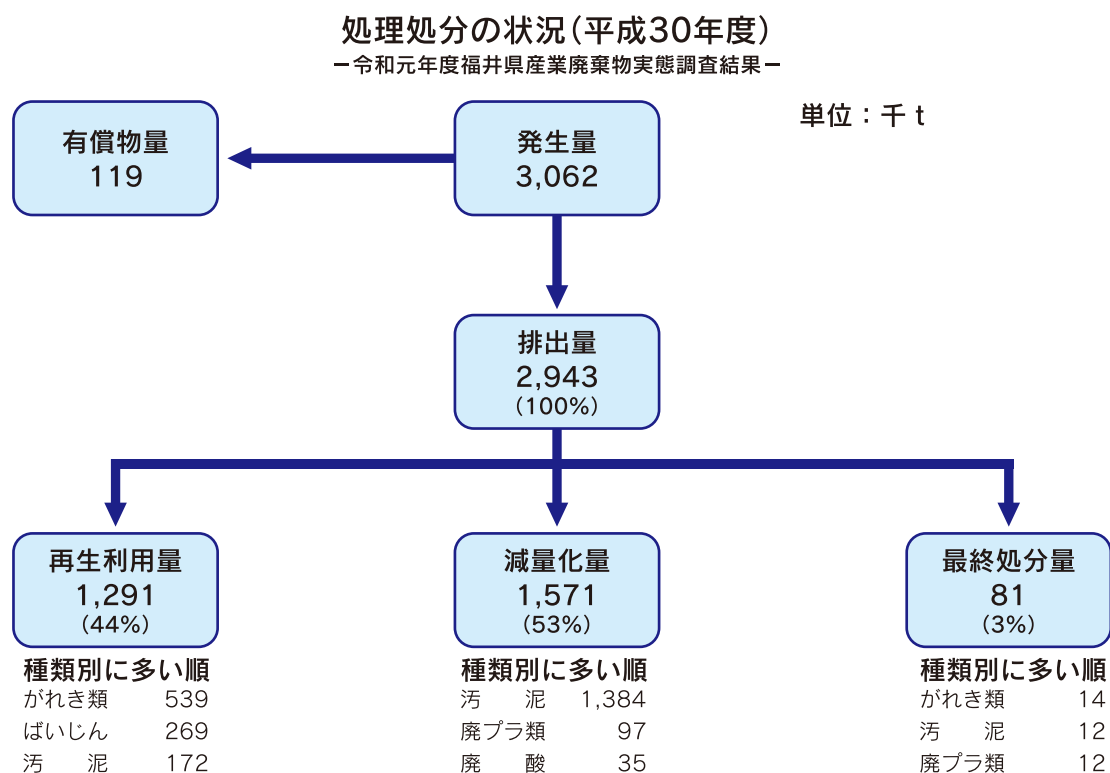 処理処分の状況（平成30年度）
ー令和元年度福井県産業廃棄物実態調査結果ー
単位：千 t
有償物量
119
発生量
3,062
排出量
2,943
（100%）
再生利用量
1,291
（44%）
種類別に多い順
がれき類 539
ばいじん 269
汚 泥 172
減量化量
1,571
（53%）
種類別に多い順
汚 泥 1,384
廃プラ類 97
廃 酸 35
最終処分量
81
（3%）
種類別に多い順
がれき類 14
汚 泥 12
廃プラ類 12